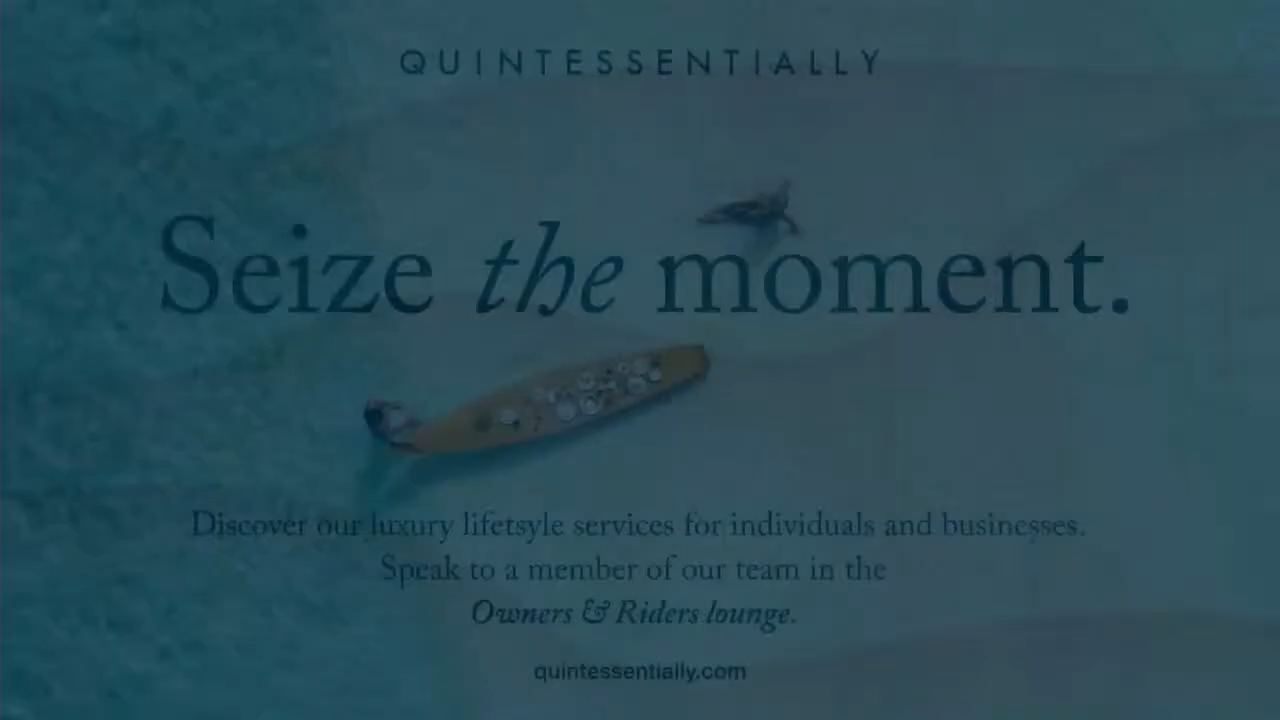 QUINTESSENTIALLY
Seize the moment.
Discover our luxury lifetsyle services for individuals and businesses.
Speak to a member of our team in the
Owners & Riders lounge.
quintessentially.com